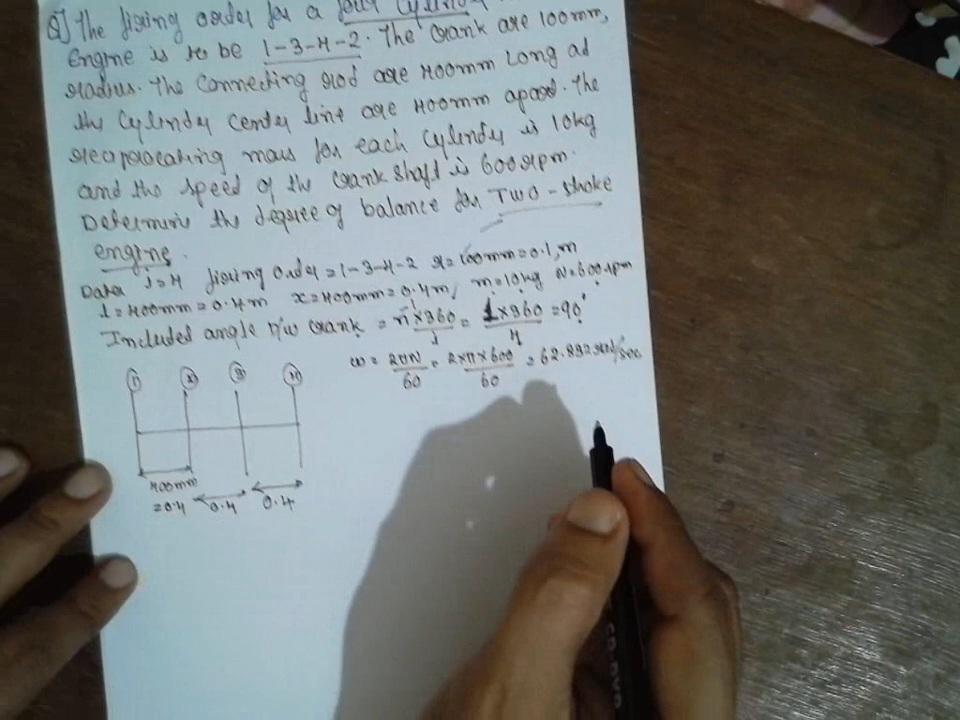 Q] The firing order for a four cylinder
Engine is to be 1-3-4-2. The crank are 100mm,
radius. The connecting rod are 400mm long ad
the cylinder center line are 400mm apart. The
reciprocating mass for each cylinder is 10kg
and the speed of the crank shaft is 600rpm.
Determine the degree of balance for Two-stroke
engine.
Data i=4 firing order = 1-3-4-2 r=100mm=0.1m
l=400mm=0.4m x=400mm=0.4m, m=10kg N=600rpm
Included angle b/w crank = n×360/i = 1×360/4 = 90°
ω = 2πN/60 = 2×π×600/60 = 62.832 rad/sec
1 2 3 4
400mm
=0.4 0.4 0.4